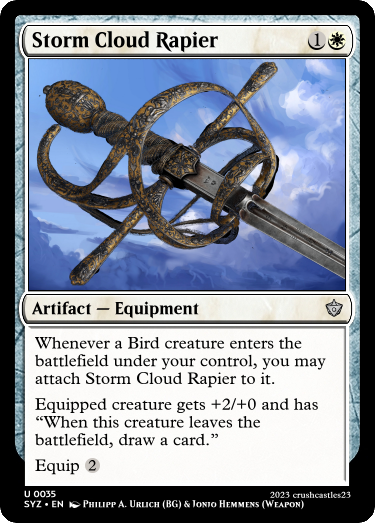 Storm Cloud Rapier 1
Artifact — Equipment
Whenever a Bird creature enters the
battlefield under your control, you may
attach Storm Cloud Rapier to it.
Equipped creature gets +2/+0 and has
“When this creature leaves the
battlefield, draw a card.”
Equip 2
U 0035
2023 crushcastles23
SYZ • EN Philipp A. Urlich (BG) & Jonjo Hemmens (Weapon)